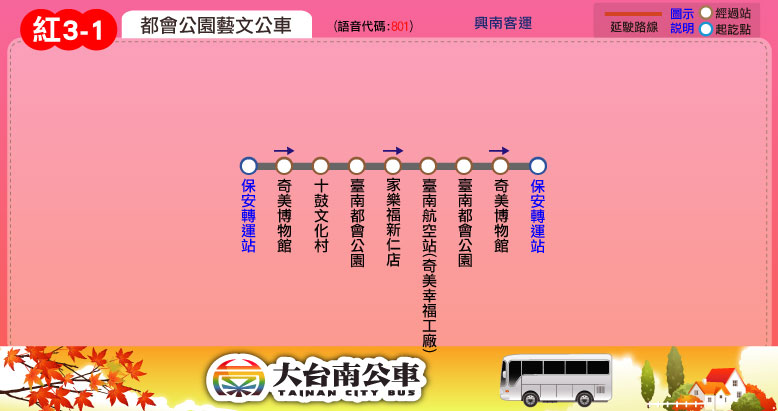 紅3-1
都會公園藝文公車
（語音代碼：801）
興南客運
延駛路線
圖示說明
經過站
起訖點
保安轉運站
奇美博物館
十鼓文化村
臺南都會公園
家樂福新仁店
臺南航空站(奇美幸福工廠)
臺南都會公園
奇美博物館
保安轉運站
大台南公車
TAINAN CITY BUS